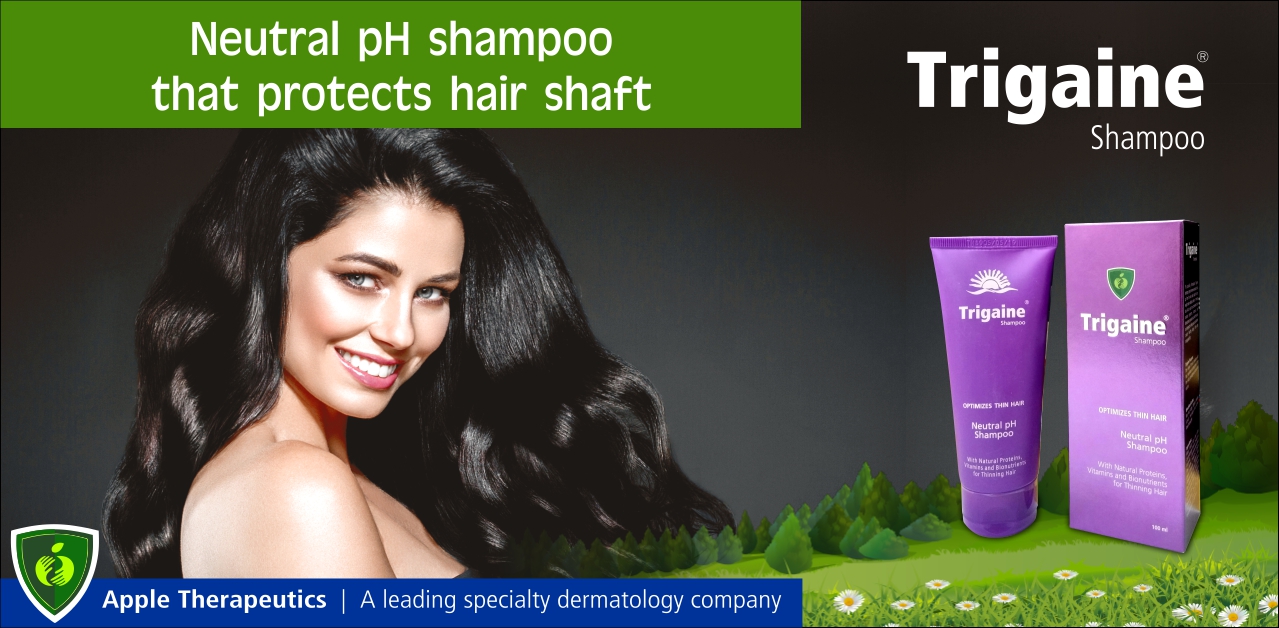 Neutral pH shampoo
that protects hair shaft
Trigaine®
Shampoo
Trigaine®
Shampoo
OPTIMIZES THIN HAIR
Neutral pH
Shampoo
With Natural Proteins,
Vitamins and Bionutrients
for Thinning Hair
Trigaine®
Shampoo
OPTIMIZES THIN HAIR
Neutral pH
Shampoo
With Natural Proteins,
Vitamins and Bionutrients
for Thinning Hair
100 ml
Trigaine
Apple Therapeutics | A leading specialty dermatology company